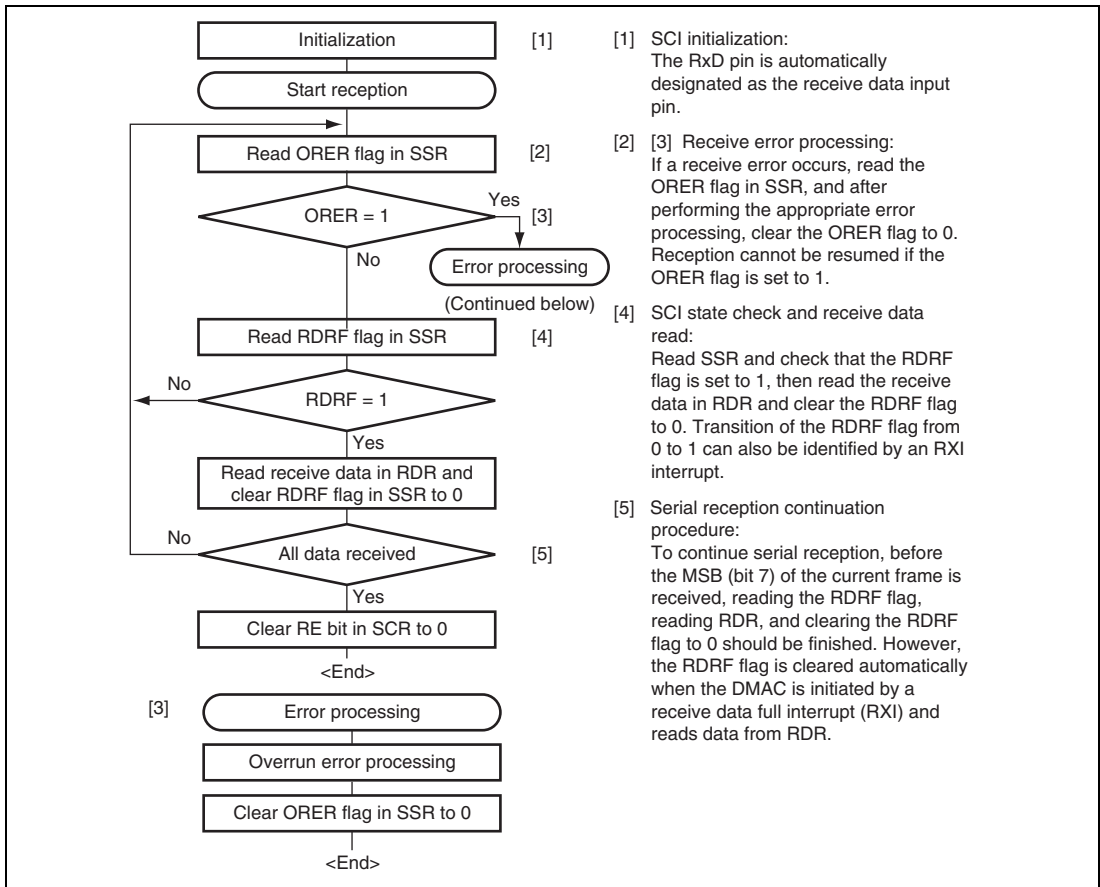 Initialization [1]
Start reception
Read ORER flag in SSR [2]
Yes
ORER = 1 [3]
No
Error processing
(Continued below)
Read RDRF flag in SSR [4]
No
RDRF = 1
Yes
Read receive data in RDR and
clear RDRF flag in SSR to 0
No
All data received [5]
Yes
Clear RE bit in SCR to 0
<End>
[3] Error processing
Overrun error processing
Clear ORER flag in SSR to 0
<End>
[1] SCI initialization:
The RxD pin is automatically
designated as the receive data input
pin.
[2] [3] Receive error processing:
If a receive error occurs, read the
ORER flag in SSR, and after
performing the appropriate error
processing, clear the ORER flag to 0.
Reception cannot be resumed if the
ORER flag is set to 1.
[4] SCI state check and receive data
read:
Read SSR and check that the RDRF
flag is set to 1, then read the receive
data in RDR and clear the RDRF flag
to 0. Transition of the RDRF flag from
0 to 1 can also be identified by an RXI
interrupt.
[5] Serial reception continuation
procedure:
To continue serial reception, before
the MSB (bit 7) of the current frame is
received, reading the RDRF flag,
reading RDR, and clearing the RDRF
flag to 0 should be finished. However,
the RDRF flag is cleared automatically
when the DMAC is initiated by a
receive data full interrupt (RXI) and
reads data from RDR.